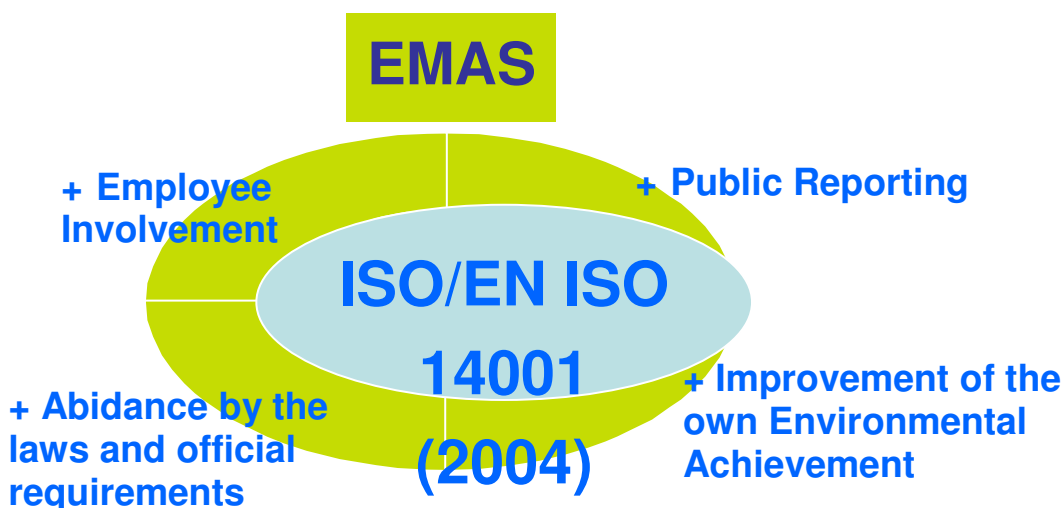 EMAS
+ Employee
Involvement
+ Public Reporting
ISO/EN ISO
14001
(2004)
+ Abidance by the
laws and official
requirements
+ Improvement of the
own Environmental
Achievement